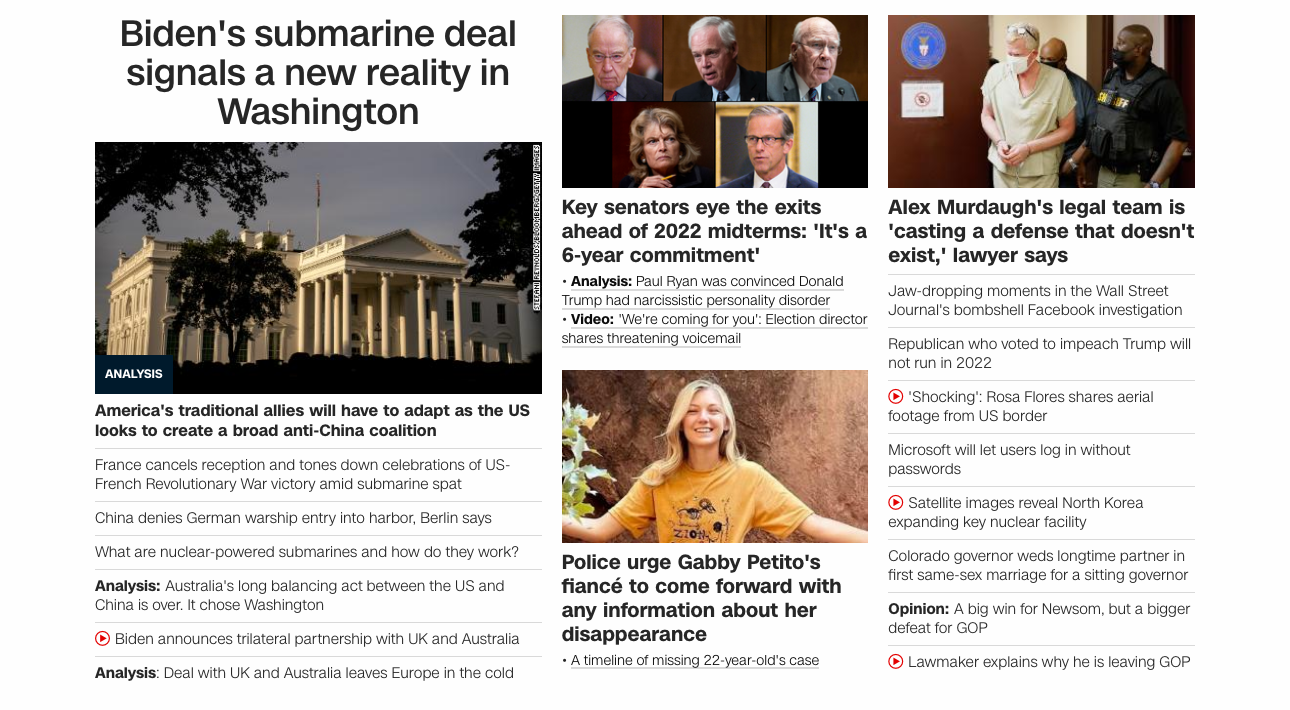 Biden's submarine deal
signals a new reality in
Washington
STEFANI REYNOLDS/BLOOMBERG/GETTY IMAGES
ANALYSIS
America's traditional allies will have to adapt as the US
looks to create a broad anti-China coalition
France cancels reception and tones down celebrations of US-
French Revolutionary War victory amid submarine spat
China denies German warship entry into harbor, Berlin says
What are nuclear-powered submarines and how do they work?
Analysis: Australia's long balancing act between the US and
China is over. It chose Washington
Biden announces trilateral partnership with UK and Australia
Analysis: Deal with UK and Australia leaves Europe in the cold
Key senators eye the exits
ahead of 2022 midterms: 'It's a
6-year commitment'
• Analysis: Paul Ryan was convinced Donald
Trump had narcissistic personality disorder
• Video: 'We're coming for you': Election director
shares threatening voicemail
ZION
Police urge Gabby Petito's
fiancé to come forward with
any information about her
disappearance
• A timeline of missing 22-year-old's case
SHERIFF
Alex Murdaugh's legal team is
'casting a defense that doesn't
exist,' lawyer says
Jaw-dropping moments in the Wall Street
Journal's bombshell Facebook investigation
Republican who voted to impeach Trump will
not run in 2022
'Shocking': Rosa Flores shares aerial
footage from US border
Microsoft will let users log in without
passwords
Satellite images reveal North Korea
expanding key nuclear facility
Colorado governor weds longtime partner in
first same-sex marriage for a sitting governor
Opinion: A big win for Newsom, but a bigger
defeat for GOP
Lawmaker explains why he is leaving GOP